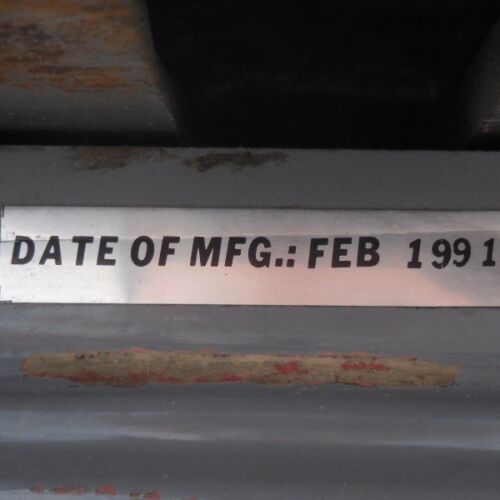 DATE OF MFG.: FEB 1991